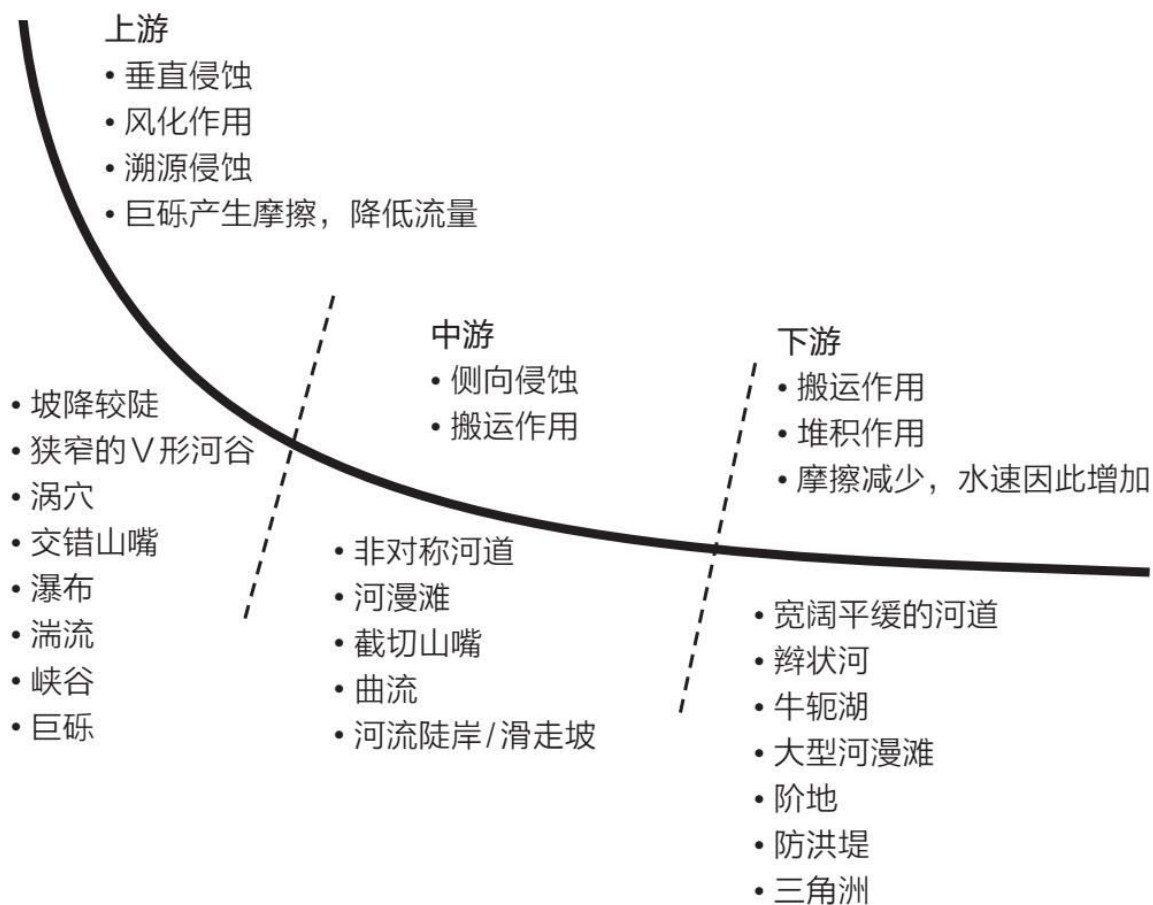 上游
• 垂直侵蚀
• 风化作用
• 溯源侵蚀
• 巨砾产生摩擦，降低流量
• 坡降较陡
• 狭窄的V形河谷
• 涡穴
• 交错山嘴
• 瀑布
• 湍流
• 峡谷
• 巨砾
中游
• 侧向侵蚀
• 搬运作用
• 非对称河道
• 河漫滩
• 截切山嘴
• 曲流
• 河流陡岸/滑走坡
下游
• 搬运作用
• 堆积作用
• 摩擦减少，水速因此增加
• 宽阔平缓的河道
• 辫状河
• 牛轭湖
• 大型河漫滩
• 阶地
• 防洪堤
• 三角洲